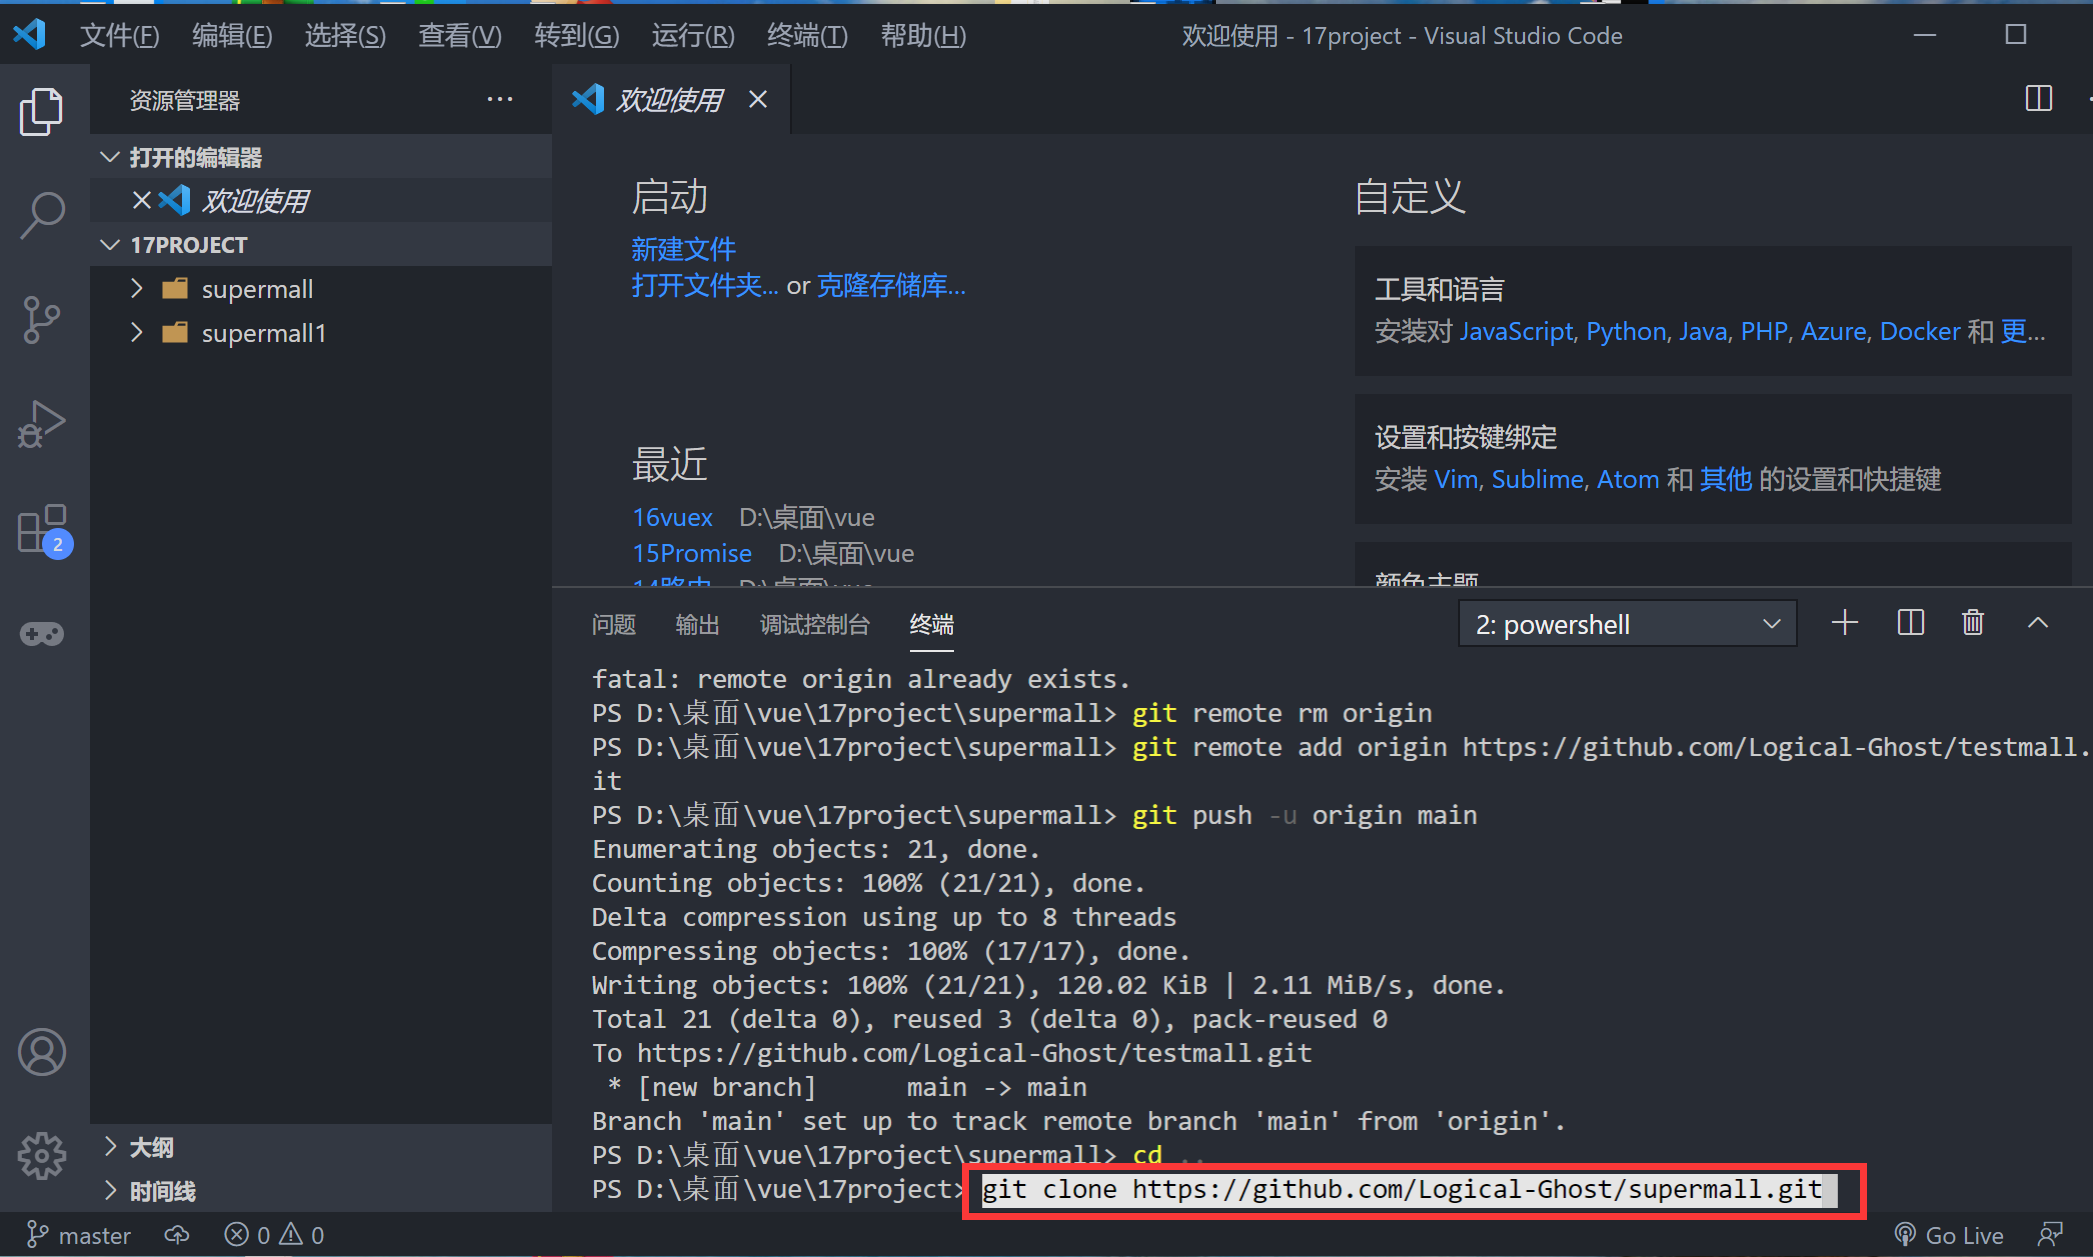 文件(F) 编辑(E) 选择(S) 查看(V) 转到(G) 运行(R) 终端(T) 帮助(H) 欢迎使用 - 17project - Visual Studio Code
资源管理器 ···
欢迎使用
打开的编辑器
欢迎使用
17PROJECT
supermall
supermall1
2
大纲
时间线
启动
新建文件
打开文件夹... or 克隆存储库...
最近
16vuex D:\桌面\vue
15Promise D:\桌面\vue
14路由 D:\桌面\vue
自定义
工具和语言
安装对 JavaScript, Python, Java, PHP, Azure, Docker 和 更...
设置和按键绑定
安装 Vim, Sublime, Atom 和 其他 的设置和快捷键
颜色主题
问题 输出 调试控制台 终端 2: powershell
fatal: remote origin already exists.
PS D:\桌面\vue\17project\supermall> git remote rm origin
PS D:\桌面\vue\17project\supermall> git remote add origin https://github.com/Logical-Ghost/testmall.
it
PS D:\桌面\vue\17project\supermall> git push -u origin main
Enumerating objects: 21, done.
Counting objects: 100% (21/21), done.
Delta compression using up to 8 threads
Compressing objects: 100% (17/17), done.
Writing objects: 100% (21/21), 120.02 KiB | 2.11 MiB/s, done.
Total 21 (delta 0), reused 3 (delta 0), pack-reused 0
To https://github.com/Logical-Ghost/testmall.git
 * [new branch]      main -> main
Branch 'main' set up to track remote branch 'main' from 'origin'.
PS D:\桌面\vue\17project\supermall> cd ..
PS D:\桌面\vue\17project> git clone https://github.com/Logical-Ghost/supermall.git
master 0 0 Go Live